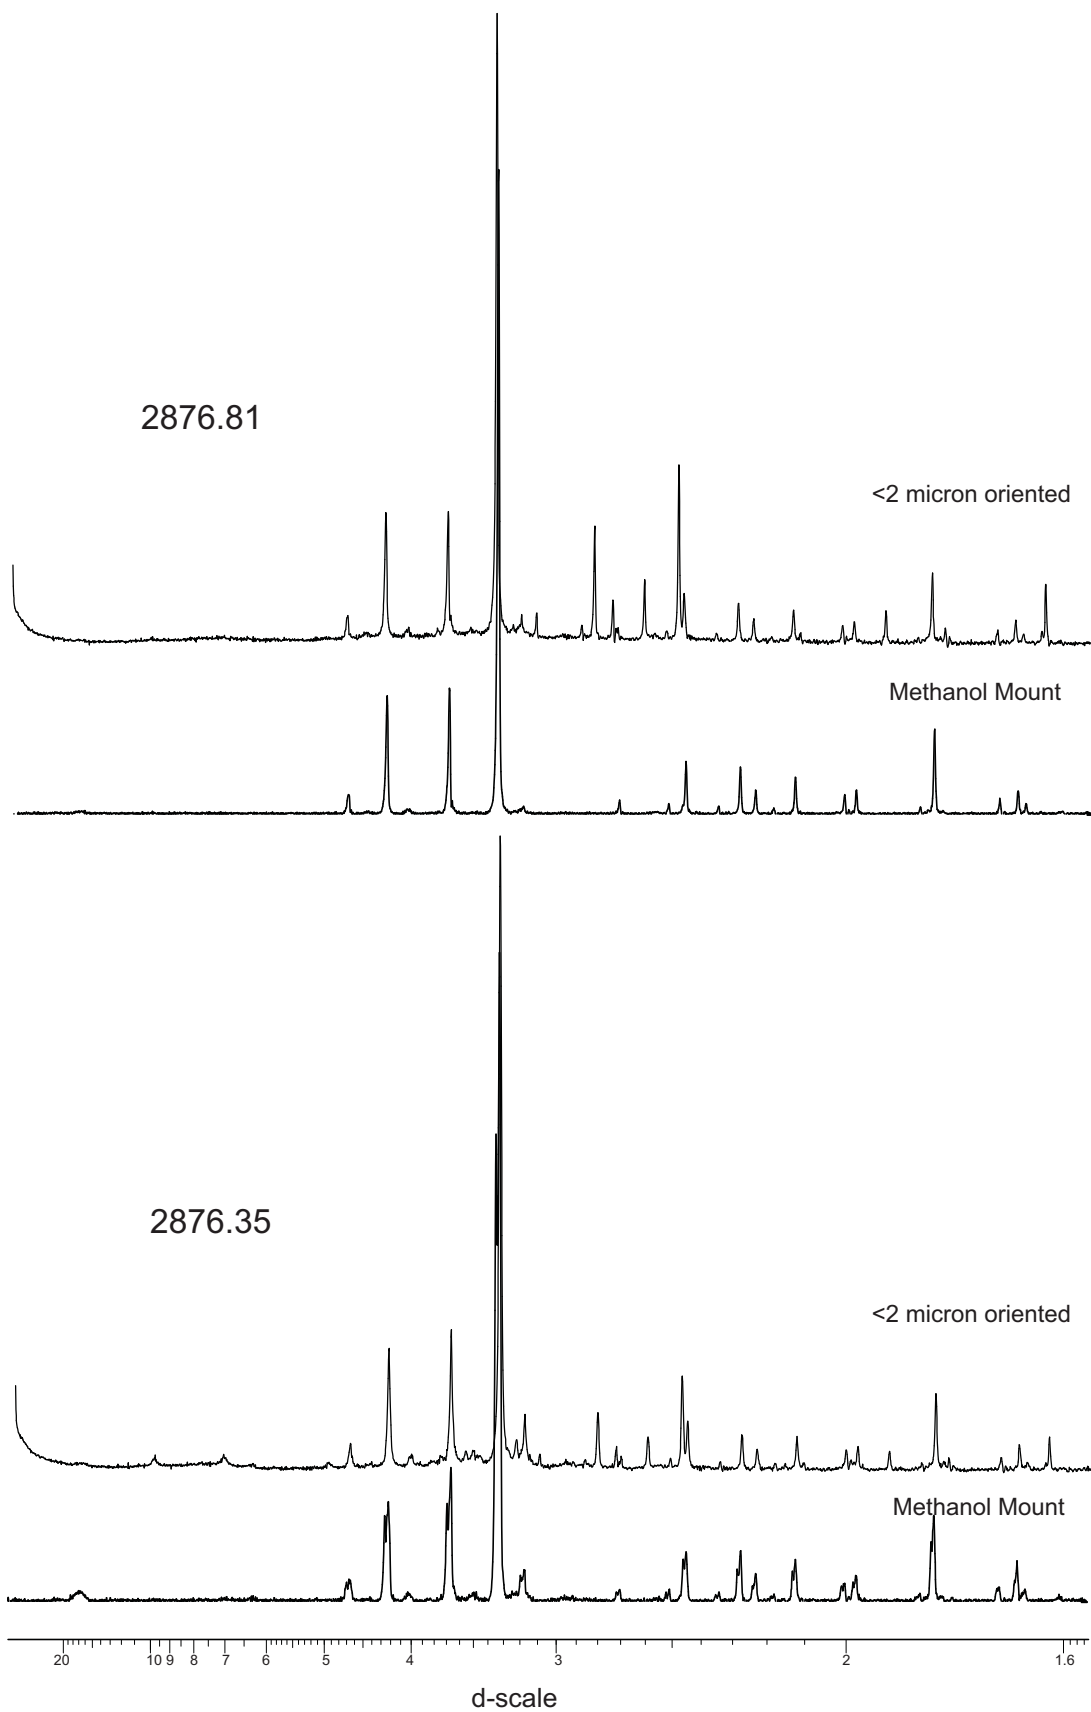 2876.81
<2 micron oriented
Methanol Mount
2876.35
<2 micron oriented
Methanol Mount
20 10 9 8 7 6 5 4 3 2 1.6
d-scale